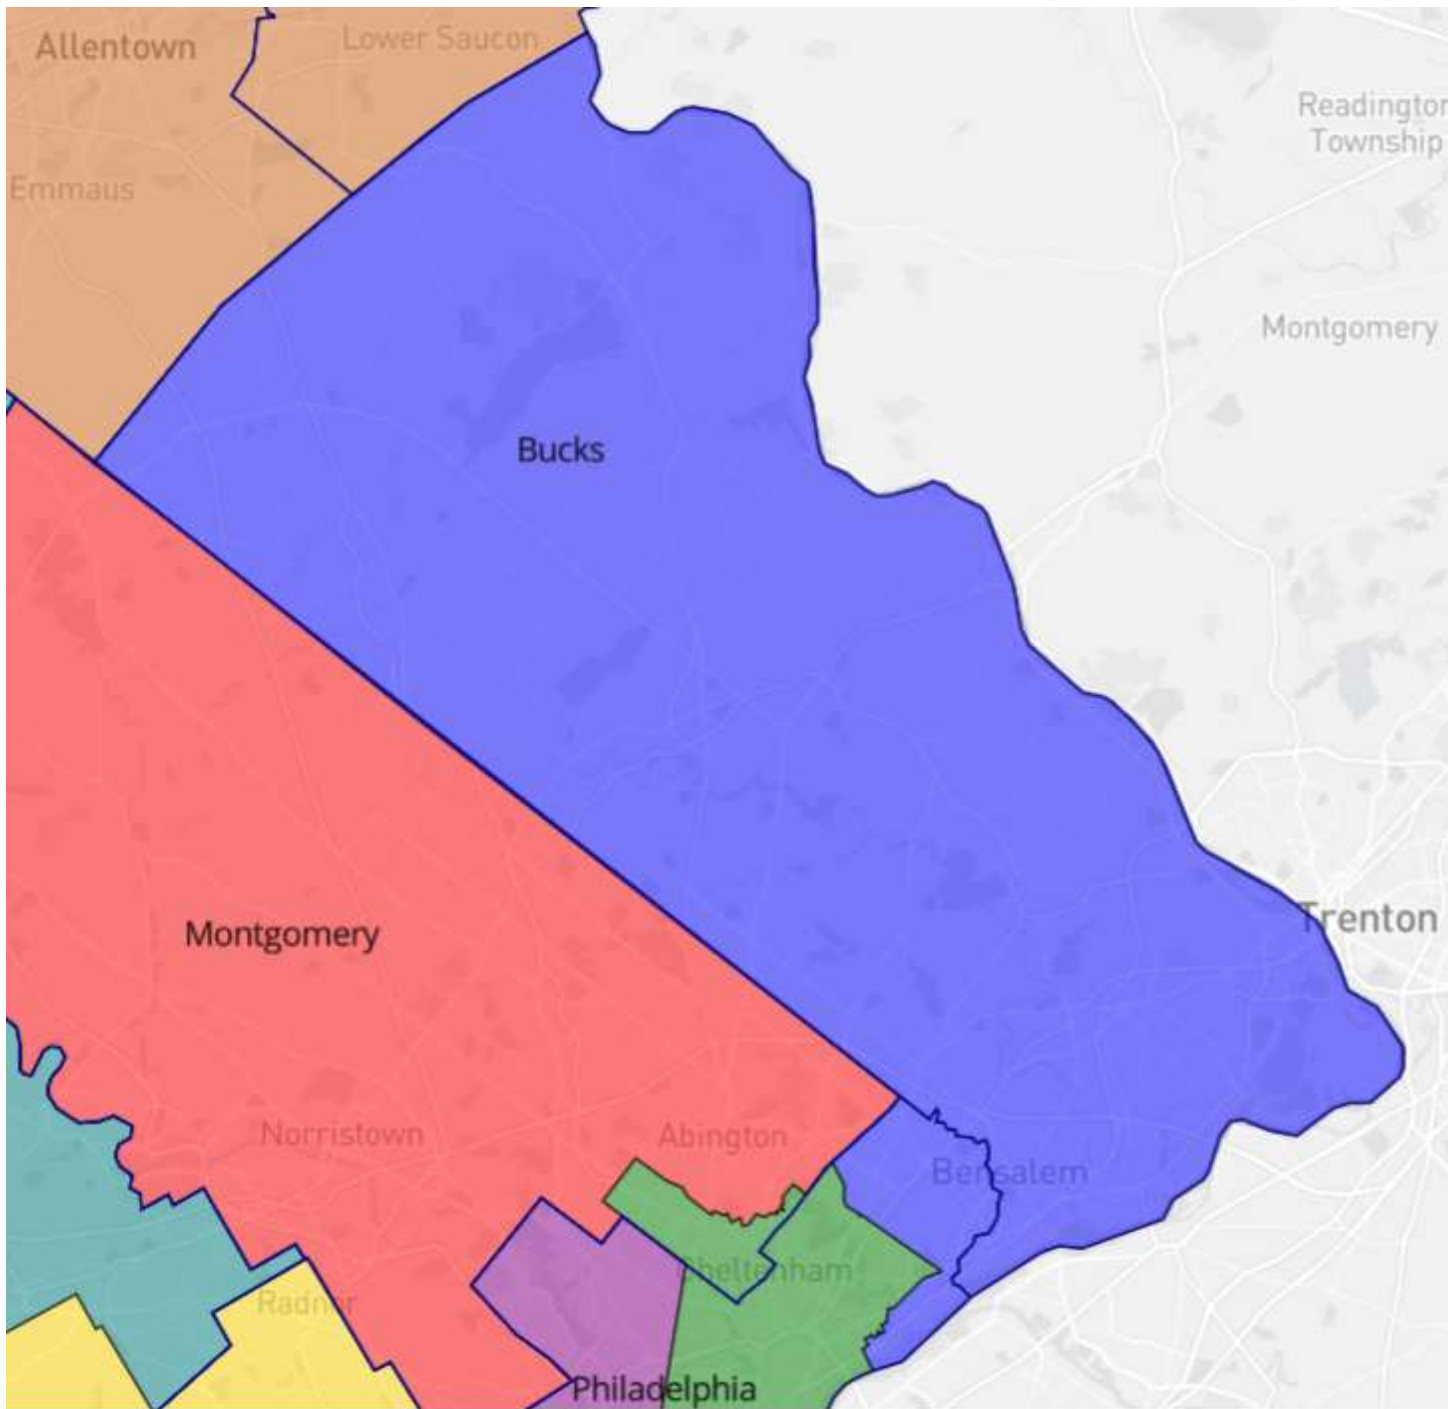 Allentown
Lower Saucon
Readington
Township
Emmaus
Montgomery
Bucks
Trenton
Montgomery
Norristown
Abington
Bensalem
Cheltenham
Radnor
Philadelphia